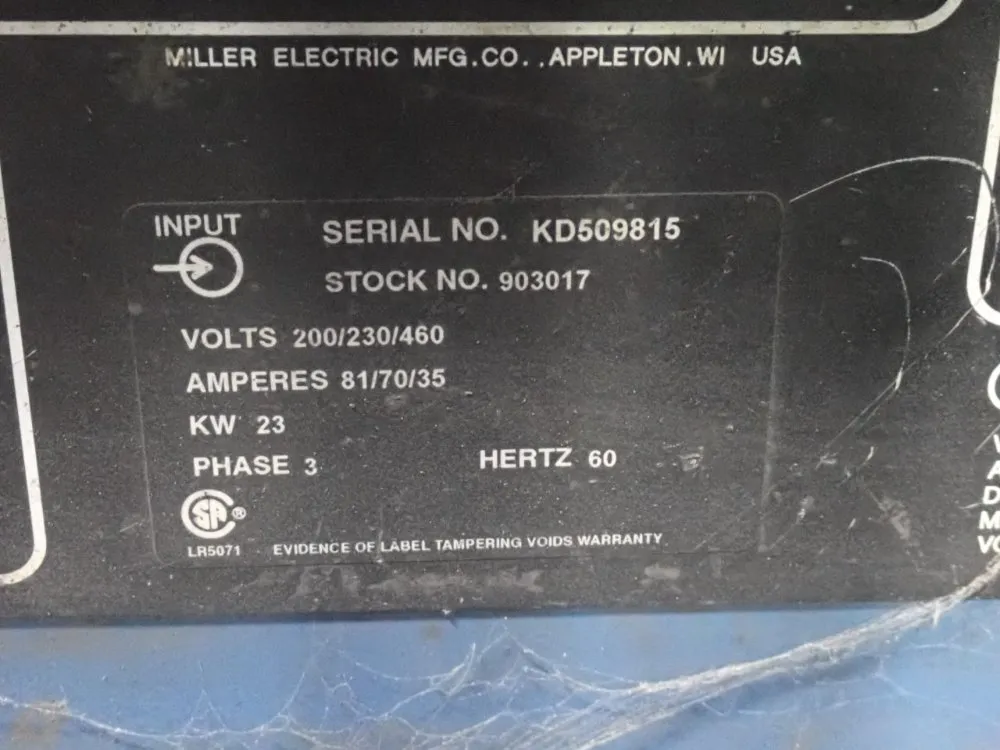 MILLER ELECTRIC MFG.CO., APPLETON, WI USA
INPUT
SERIAL NO. KD509815
STOCK NO. 903017
VOLTS 200/230/460
AMPERES 81/70/35
KW 23
PHASE 3 HERTZ 60
SA ®
LR5071 EVIDENCE OF LABEL TAMPERING VOIDS WARRANTY